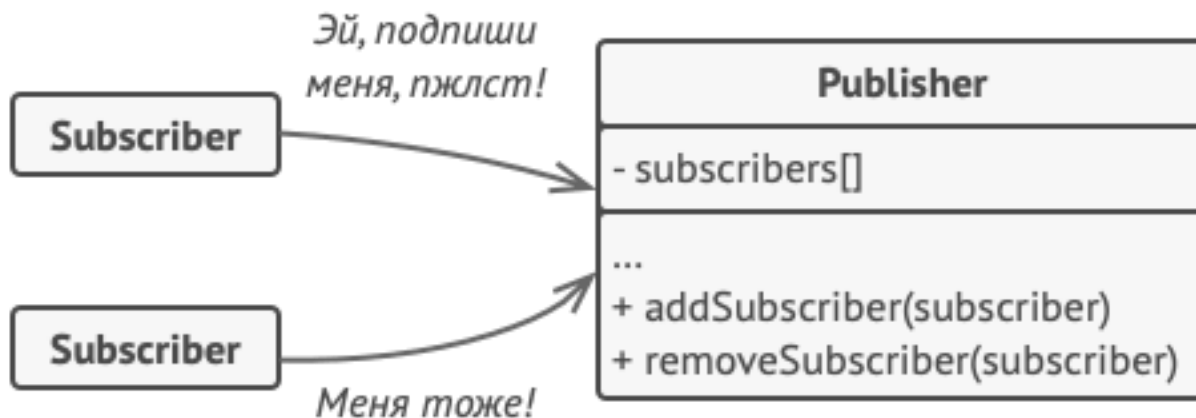 Эй, подпиши
меня, пжлст!
Subscriber
Publisher
- subscribers[]
...
+ addSubscriber(subscriber)
+ removeSubscriber(subscriber)
Subscriber
Меня тоже!